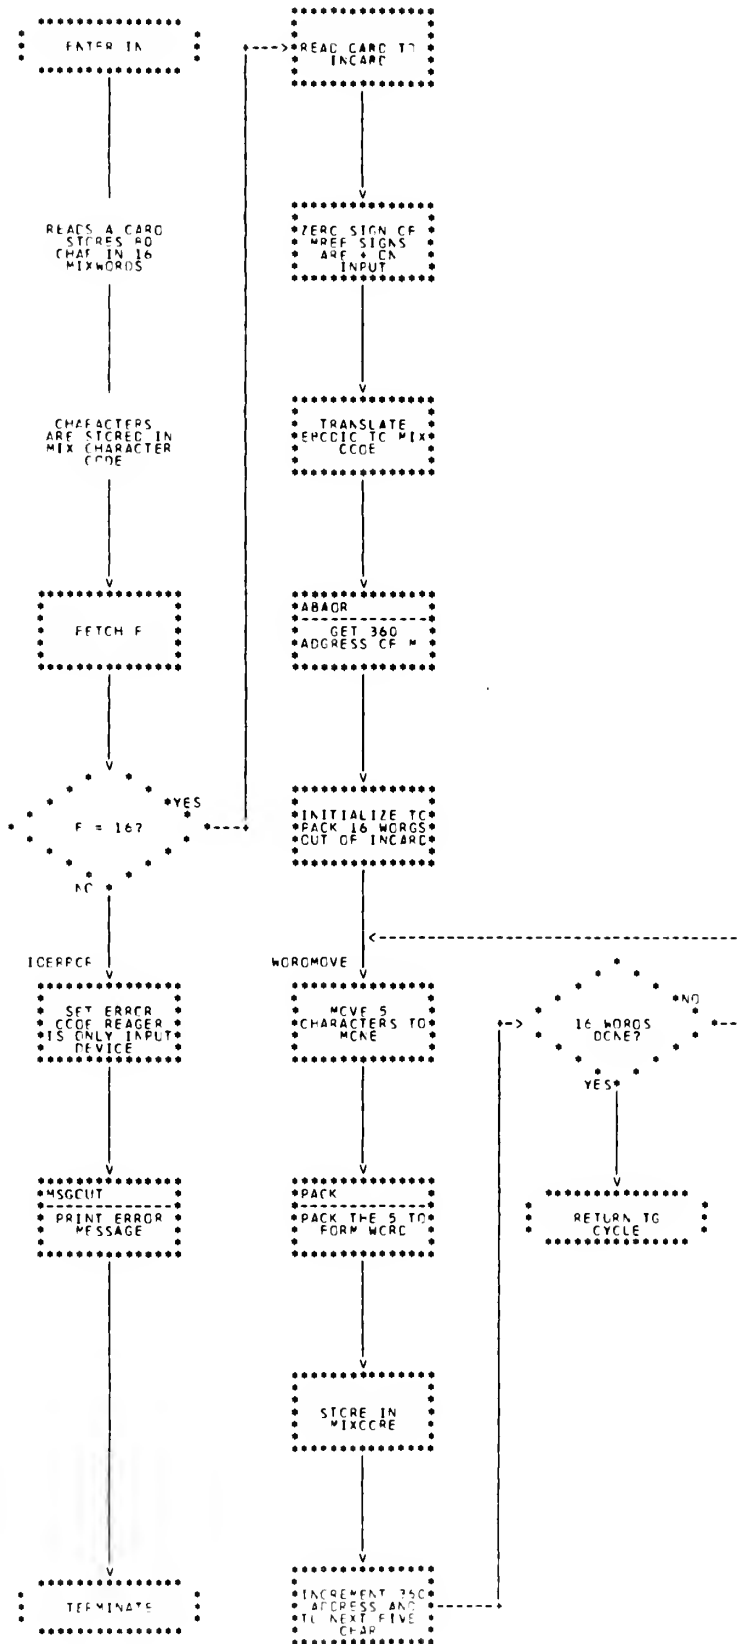 ENTER IN
READS A CARD
STORES 80
CHAR IN 16
MIXWORDS
CHARACTERS
ARE STORED IN
MIX CHARACTER
CODE
FETCH F
F = 16?
YES
NO
IOERROR
SET ERROR
CODE READER
IS ONLY INPUT
DEVICE
MSGOUT
PRINT ERROR
MESSAGE
TERMINATE
READ CARD TO
INCARD
ZERO SIGN OF
MREF SIGNS
ARE + ON
INPUT
TRANSLATE
EBCDIC TO MIX
CODE
ABADR
GET 360
ADDRESS OF M
INITIALIZE TO
PACK 16 WORDS
OUT OF INCARD
WORDMOVE
MOVE 5
CHARACTERS TO
MONE
PACK
PACK THE 5 TO
FORM WORD
STORE IN
MIXCORE
INCREMENT 360
ADDRESS AND
TO NEXT FIVE
CHAR
16 WORDS
DONE?
NO
YES
RETURN TO
CYCLE